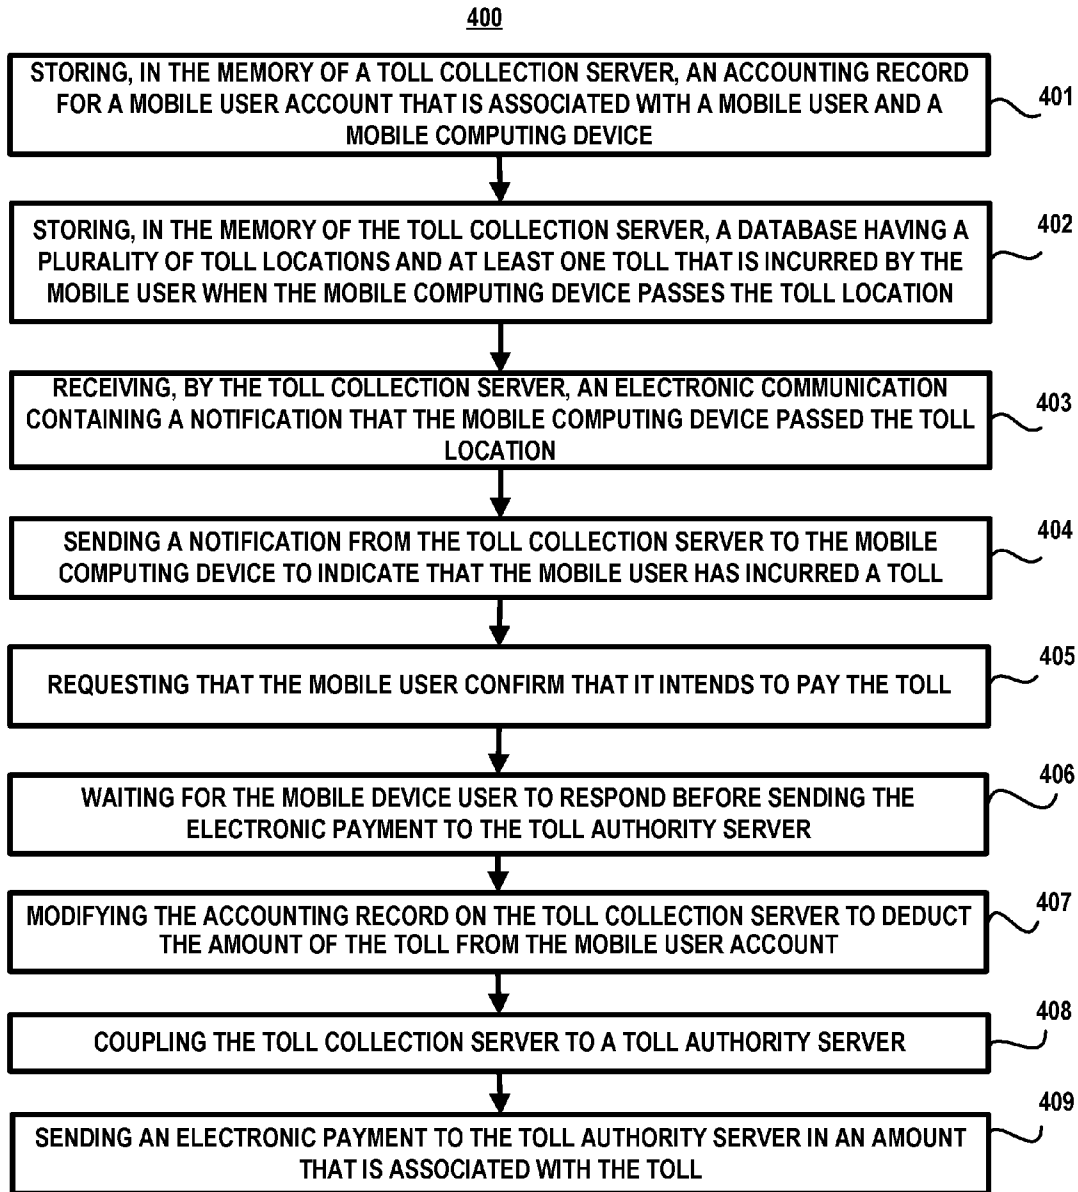 400
STORING, IN THE MEMORY OF A TOLL COLLECTION SERVER, AN ACCOUNTING RECORD
FOR A MOBILE USER ACCOUNT THAT IS ASSOCIATED WITH A MOBILE USER AND A
MOBILE COMPUTING DEVICE
401
STORING, IN THE MEMORY OF THE TOLL COLLECTION SERVER, A DATABASE HAVING A
PLURALITY OF TOLL LOCATIONS AND AT LEAST ONE TOLL THAT IS INCURRED BY THE
MOBILE USER WHEN THE MOBILE COMPUTING DEVICE PASSES THE TOLL LOCATION
402
RECEIVING, BY THE TOLL COLLECTION SERVER, AN ELECTRONIC COMMUNICATION
CONTAINING A NOTIFICATION THAT THE MOBILE COMPUTING DEVICE PASSED THE TOLL
LOCATION
403
SENDING A NOTIFICATION FROM THE TOLL COLLECTION SERVER TO THE MOBILE
COMPUTING DEVICE TO INDICATE THAT THE MOBILE USER HAS INCURRED A TOLL
404
REQUESTING THAT THE MOBILE USER CONFIRM THAT IT INTENDS TO PAY THE TOLL
405
WAITING FOR THE MOBILE DEVICE USER TO RESPOND BEFORE SENDING THE
ELECTRONIC PAYMENT TO THE TOLL AUTHORITY SERVER
406
MODIFYING THE ACCOUNTING RECORD ON THE TOLL COLLECTION SERVER TO DEDUCT
THE AMOUNT OF THE TOLL FROM THE MOBILE USER ACCOUNT
407
COUPLING THE TOLL COLLECTION SERVER TO A TOLL AUTHORITY SERVER
408
SENDING AN ELECTRONIC PAYMENT TO THE TOLL AUTHORITY SERVER IN AN AMOUNT
THAT IS ASSOCIATED WITH THE TOLL
409